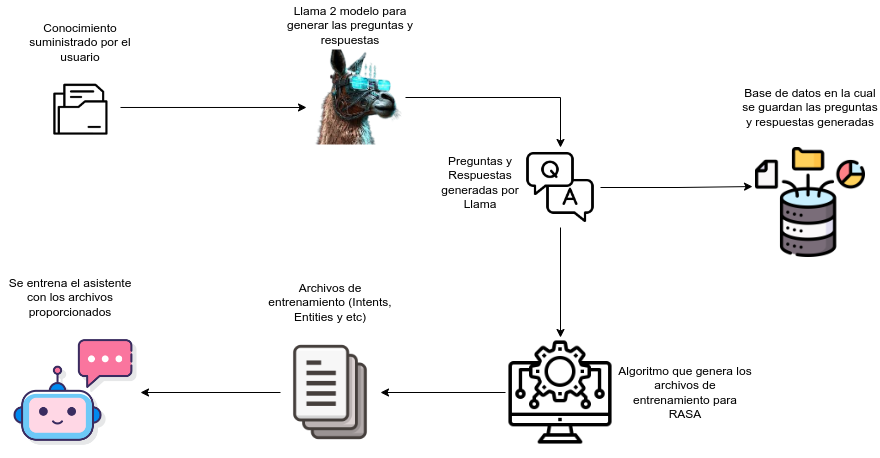 Conocimiento
suministrado por el
usuario
Llama 2 modelo para
generar las preguntas y
respuestas
Base de datos en la cual
se guardan las preguntas
y respuestas generadas
Preguntas y
Respuestas
generadas por
Llama
Q
A
Se entrena el asistente
con los archivos
proporcionados
Archivos de
entrenamiento (Intents,
Entities y etc)
Algoritmo que genera los
archivos de
entrenamiento para
RASA